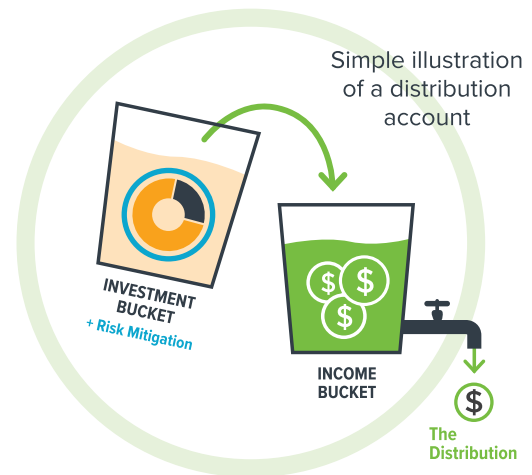 Simple illustration
of a distribution
account
INVESTMENT
BUCKET
+ Risk Mitigation
$
$
$
INCOME
BUCKET
$
The
Distribution